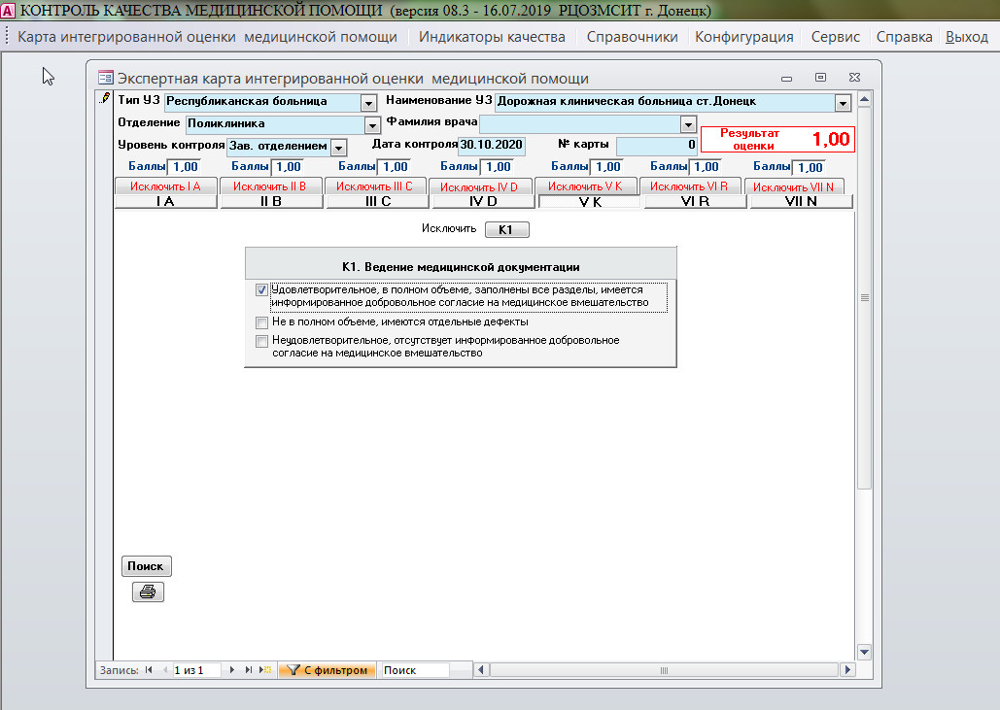 A КОНТРОЛЬ КАЧЕСТВА МЕДИЦИНСКОЙ ПОМОЩИ (версия 08.3 - 16.07.2019 РЦОЗМСИТ г. Донецк)
Карта интегрированной оценки медицинской помощи Индикаторы качества Справочники Конфигурация Сервис Справка Выход
Экспертная карта интегрированной оценки медицинской помощи
Тип УЗ Республиканская больница Наименование УЗ Дорожная клиническая больница ст.Донецк
Отделение Поликлиника Фамилия врача
Уровень контроля Зав. отделением Дата контроля 30.10.2020 № карты 0
Результат оценки 1,00
Баллы 1,00 Баллы 1,00 Баллы 1,00 Баллы 1,00 Баллы 1,00 Баллы 1,00 Баллы 1,00
Исключить I A Исключить II B Исключить III C Исключить IV D Исключить V K Исключить VI R Исключить VII N
I A II B III C IV D V K VI R VII N
Исключить K1
К1. Ведение медицинской документации
Удовлетворительное, в полном объеме, заполнены все разделы, имеется
информированное добровольное согласие на медицинское вмешательство
Не в полном объеме, имеются отдельные дефекты
Неудовлетворительное, отсутствует информированное добровольное
согласие на медицинское вмешательство
Поиск
Запись: 1 из 1 С фильтром Поиск